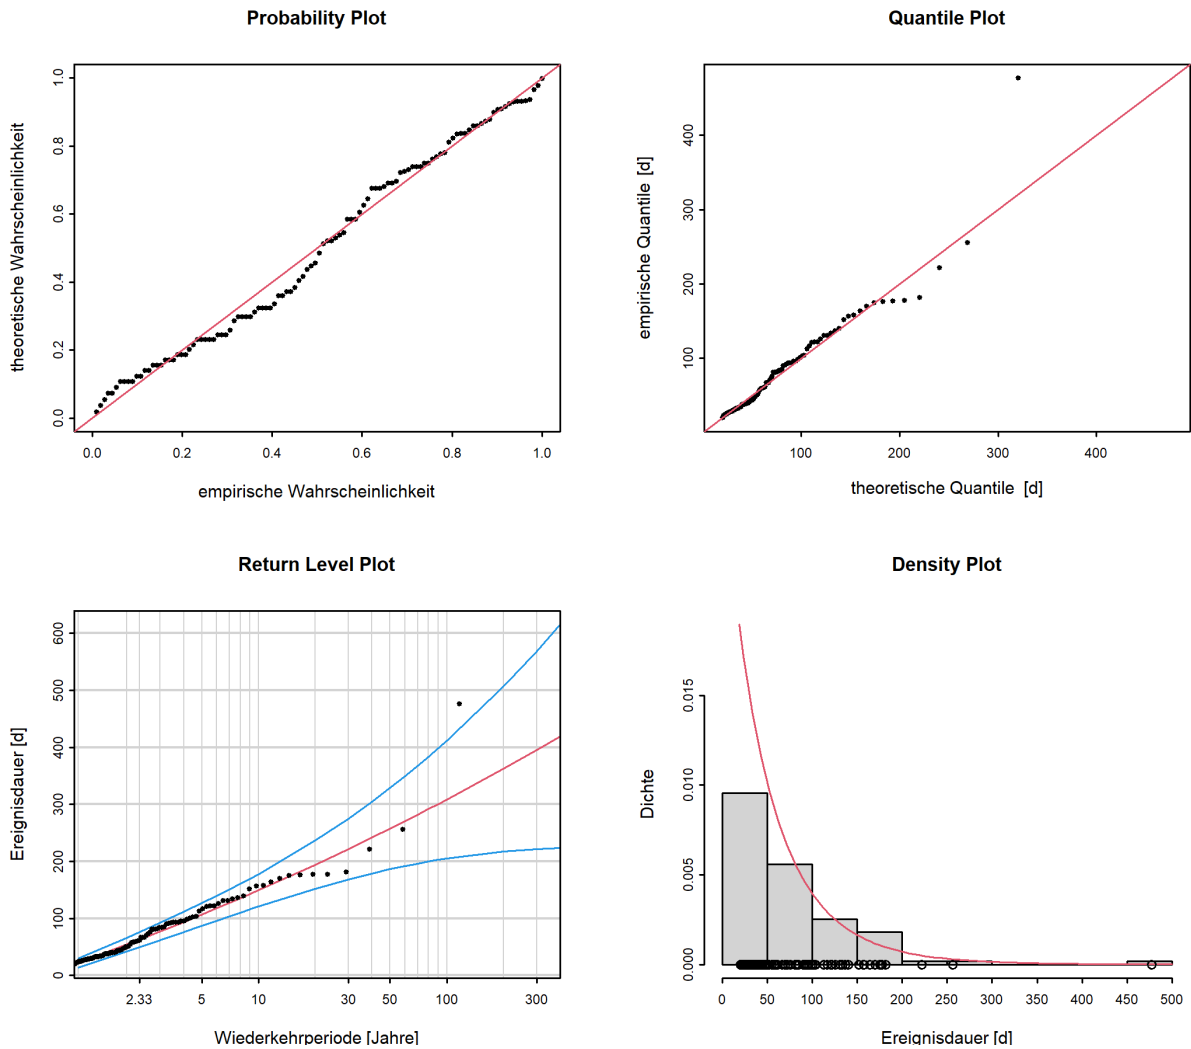 Probability Plot
theoretische Wahrscheinlichkeit
0.0 0.2 0.4 0.6 0.8 1.0
0.0 0.2 0.4 0.6 0.8 1.0
empirische Wahrscheinlichkeit
Quantile Plot
empirische Quantile [d]
100 200 300 400
100 200 300 400
theoretische Quantile [d]
Return Level Plot
Ereignisdauer [d]
0 100 200 300 400 500 600
2.33 5 10 30 50 100 300
Wiederkehrperiode [Jahre]
Density Plot
Dichte
0.000 0.005 0.010 0.015
0 50 100 150 200 250 300 350 400 450 500
Ereignisdauer [d]